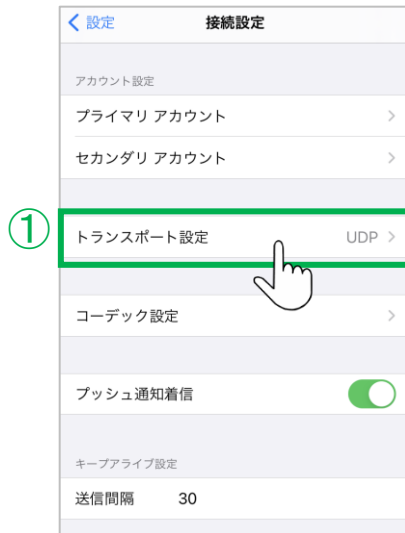 設定 接続設定
アカウント設定
プライマリ アカウント
セカンダリ アカウント
①
トランスポート設定 UDP
コーデック設定
プッシュ通知着信
キープアライブ設定
送信間隔 30